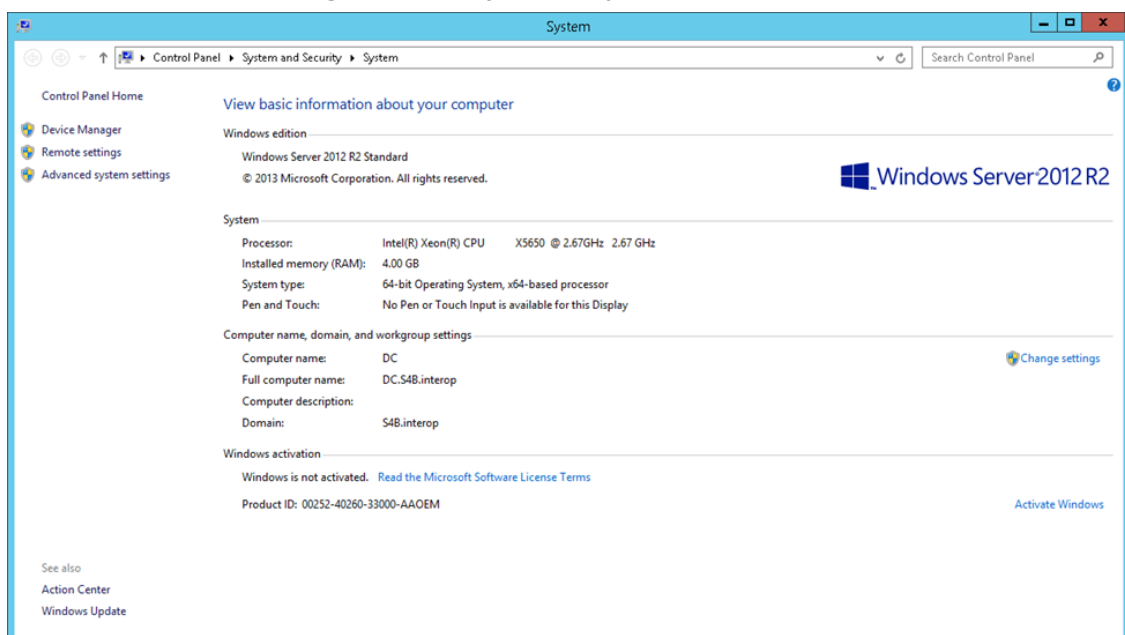 System
Control Panel ▸ System and Security ▸ System
Search Control Panel
Control Panel Home
Device Manager
Remote settings
Advanced system settings
View basic information about your computer
Windows edition
Windows Server 2012 R2 Standard
© 2013 Microsoft Corporation. All rights reserved.
Windows Server 2012 R2
System
Processor: Intel(R) Xeon(R) CPU X5650 @ 2.67GHz 2.67 GHz
Installed memory (RAM): 4.00 GB
System type: 64-bit Operating System, x64-based processor
Pen and Touch: No Pen or Touch Input is available for this Display
Computer name, domain, and workgroup settings
Computer name: DC
Change settings
Full computer name: DC.S4B.interop
Computer description:
Domain: S4B.interop
Windows activation
Windows is not activated. Read the Microsoft Software License Terms
Product ID: 00252-40260-33000-AAOEM
Activate Windows
See also
Action Center
Windows Update